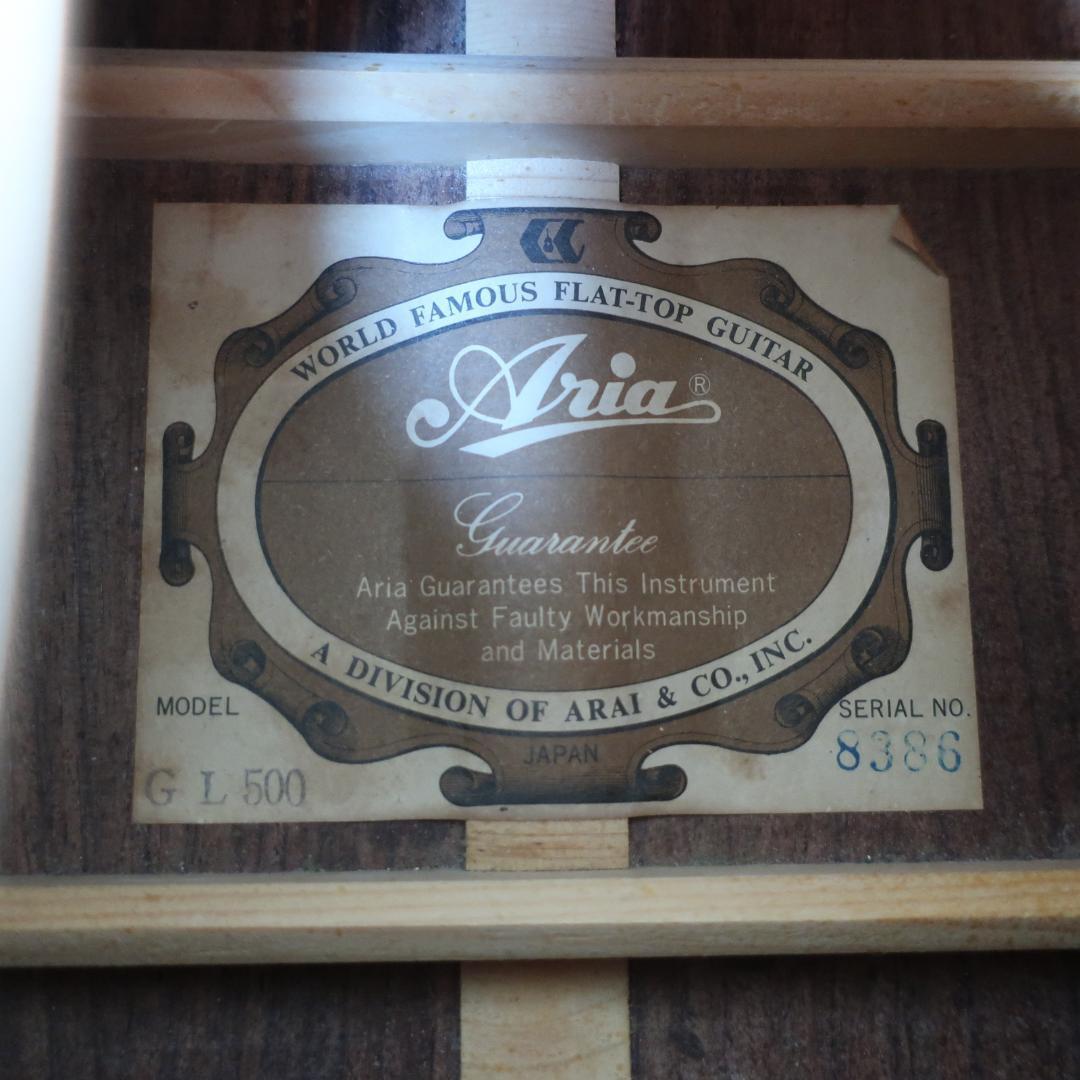 WORLD FAMOUS FLAT-TOP GUITAR
Aria®
Guarantee
Aria Guarantees This Instrument
Against Faulty Workmanship
and Materials
A DIVISION OF ARAI & CO., INC.
JAPAN
MODEL
G L 500
SERIAL NO.
8386